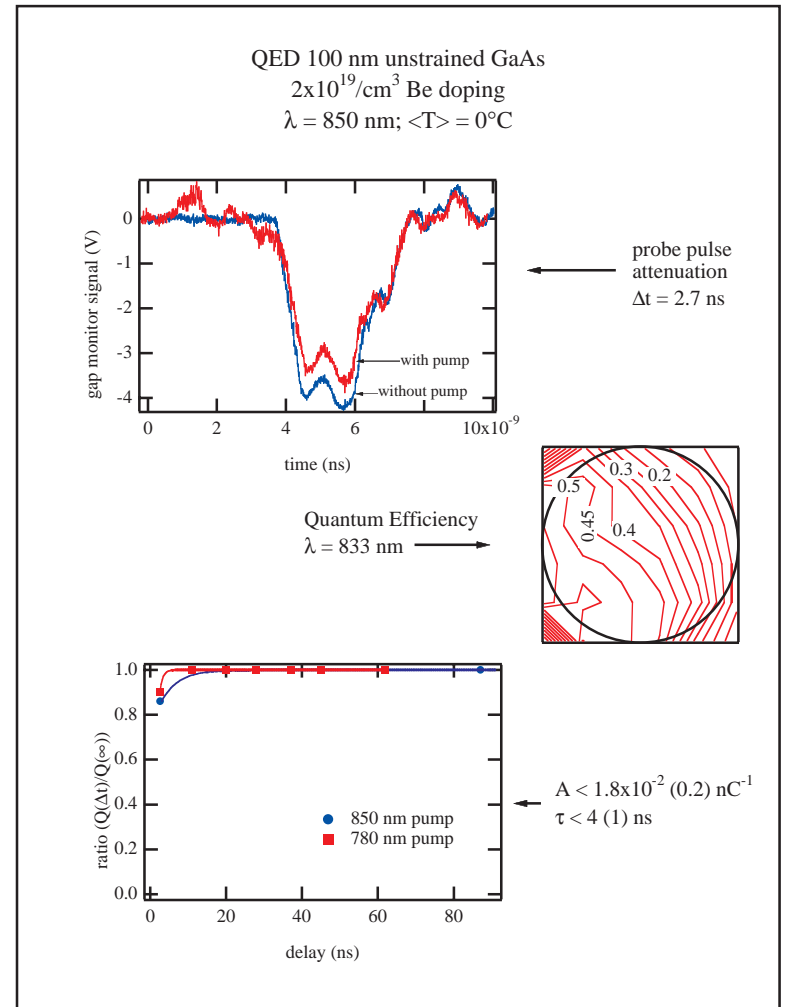 QED 100 nm unstrained GaAs
2x10^19/cm^3 Be doping
λ = 850 nm; <T> = 0°C
gap monitor signal (V)
0
-1
-2
-3
-4
with pump
without pump
0
2
4
6
10x10^-9
time (ns)
probe pulse
attenuation
Δt = 2.7 ns
Quantum Efficiency
λ = 833 nm
0.5
0.45
0.4
0.3
0.2
ratio (Q(Δt)/Q(∞))
1.0
0.8
0.6
0.4
0.2
0.0
850 nm pump
780 nm pump
0
20
40
60
80
delay (ns)
A < 1.8x10^-2 (0.2) nC^-1
τ < 4 (1) ns